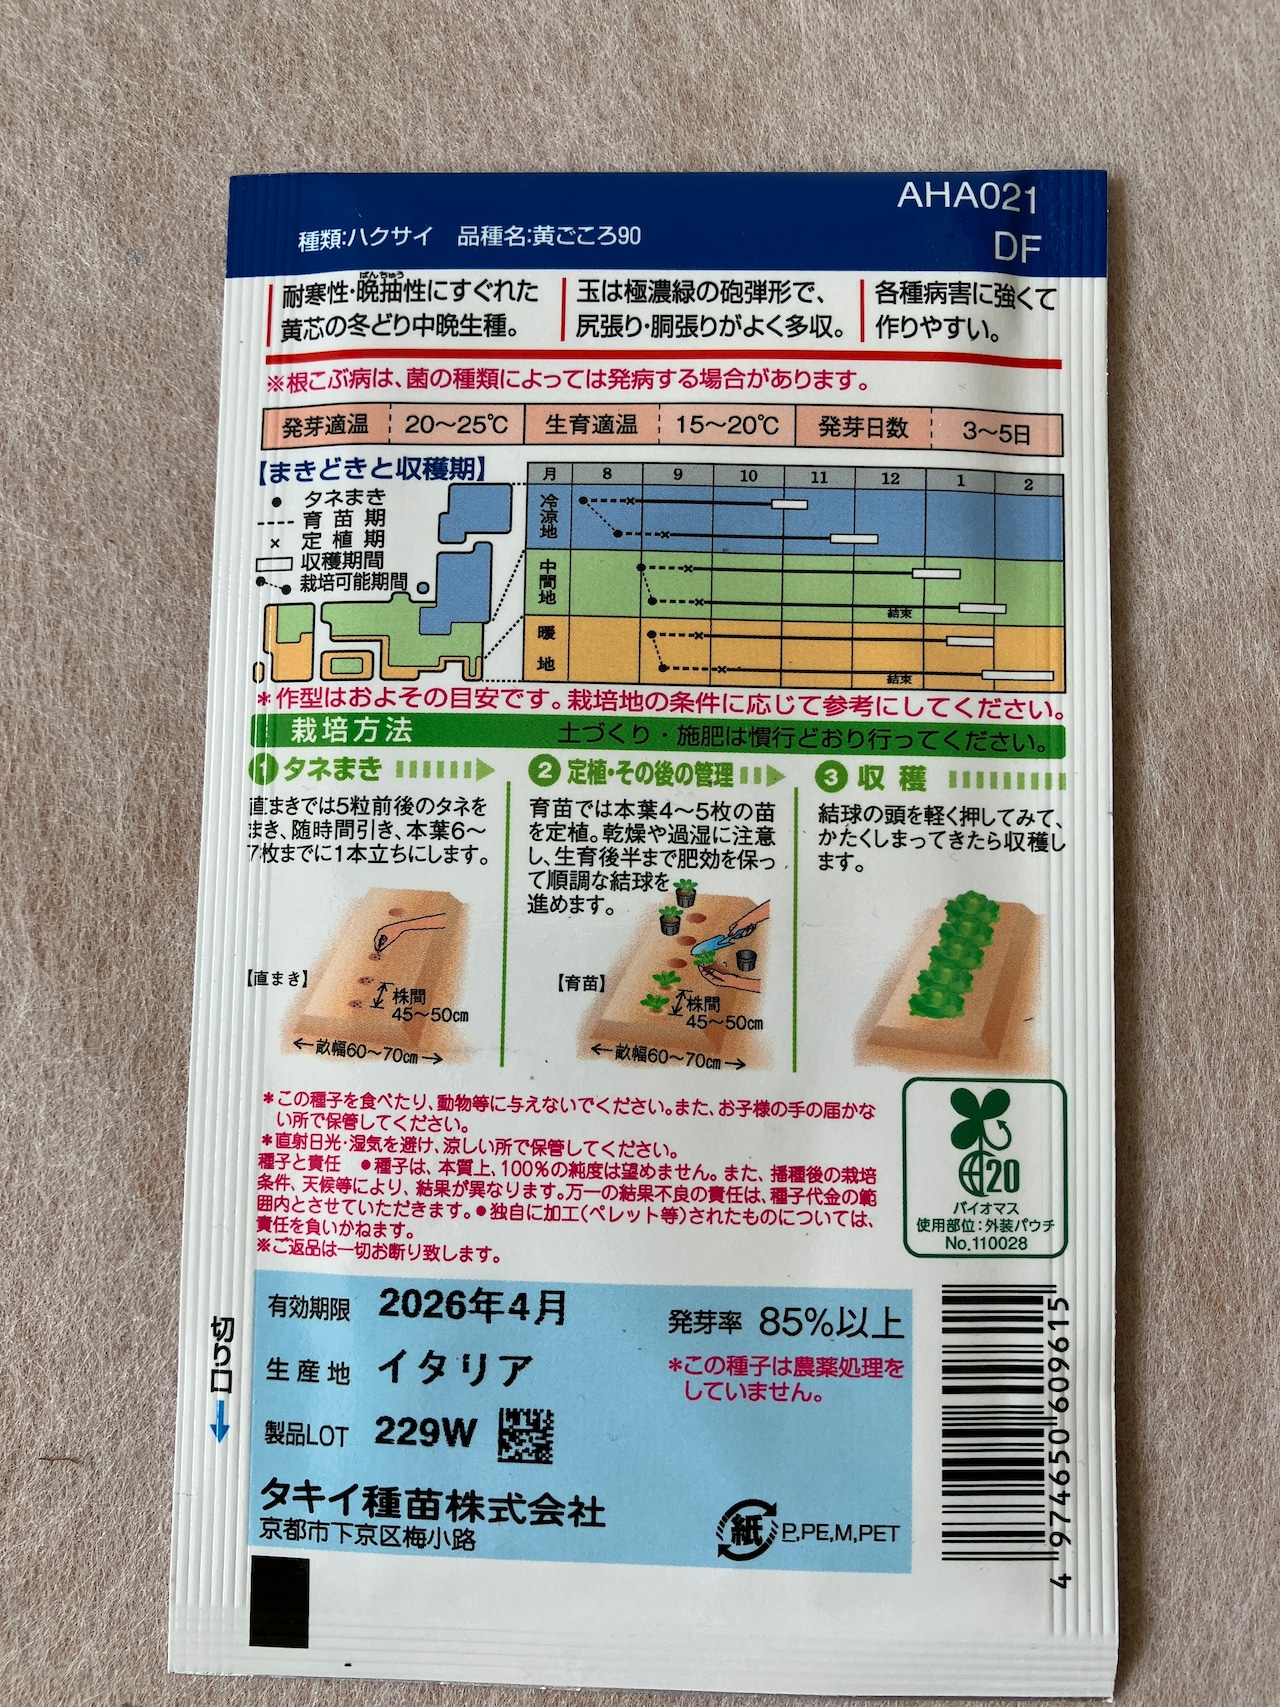 AHA021
種類:ハクサイ 品種名:黄ごころ90
DF
ばんちゅう
耐寒性・晩抽性にすぐれた
黄芯の冬どり中晩生種。
玉は極濃緑の砲弾形で、
尻張り・胴張りがよく多収。
各種病害に強くて
作りやすい。
※根こぶ病は、菌の種類によっては発病する場合があります。
発芽適温 20〜25℃ 生育適温 15〜20℃ 発芽日数 3〜5日
【まきどきと収穫期】
● タネまき
---- 育苗期
× 定植期
収穫期間
栽培可能期間
月 8 9 10 11 12 1 2
冷涼地
中間地
結束
暖地
結束
*作型はおよその目安です。栽培地の条件に応じて参考にしてください。
栽培方法 土づくり・施肥は慣行どおり行ってください。
1 タネまき
直まきでは5粒前後のタネを
まき、随時間引き、本葉6〜
7枚までに1本立ちにします。
【直まき】
株間
45〜50cm
←畝幅60〜70cm→
2 定植・その後の管理
育苗では本葉4〜5枚の苗
を定植。乾燥や過湿に注意
し、生育後半まで肥効を保っ
て順調な結球を
進めます。
【育苗】
株間
45〜50cm
←畝幅60〜70cm→
3 収穫
結球の頭を軽く押してみて、
かたくしまってきたら収穫し
ます。
*この種子を食べたり、動物等に与えないでください。また、お子様の手の届かな
い所で保管してください。
*直射日光・湿気を避け、涼しい所で保管してください。
種子と責任 ●種子は、本質上、100%の純度は望めません。また、播種後の栽培
条件、天候等により、結果が異なります。万一の結果不良の責任は、種子代金の範
囲内とさせていただきます。●独自に加工(ペレット等)されたものについては、
責任を負いかねます。
※ご返品は一切お断り致します。
20
バイオマス
使用部位:外装パウチ
No.110028
切り口
有効期限 2026年4月
発芽率 85%以上
生産地 イタリア
*この種子は農薬処理を
していません。
製品LOT 229W
タキイ種苗株式会社
京都市下京区梅小路
紙 P,PE,M,PET
4 974650 609615